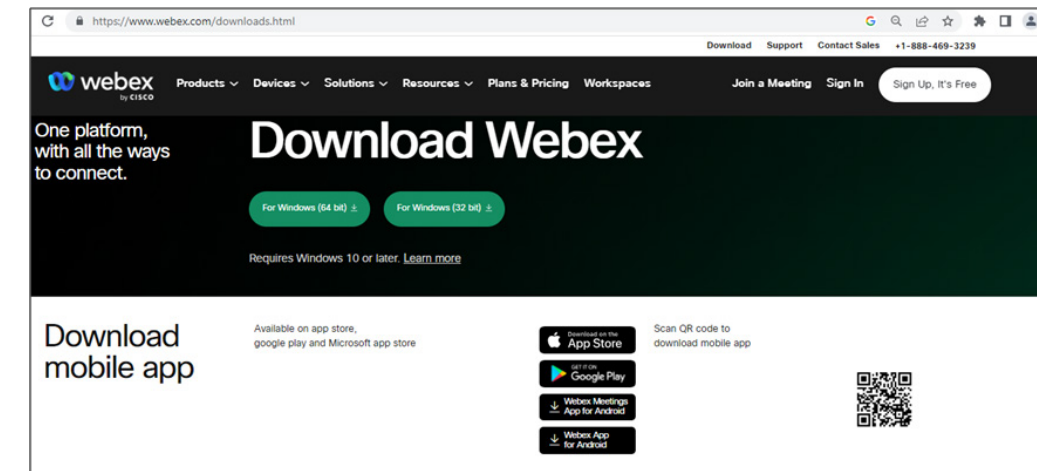 https://www.webex.com/downloads.html
Download Support Contact Sales +1-888-469-3239
webex
by CISCO
Products Devices Solutions Resources Plans & Pricing Workspaces Join a Meeting Sign In Sign Up, It's Free
One platform,
with all the ways
to connect.
Download Webex
For Windows (64 bit) For Windows (32 bit)
Requires Windows 10 or later. Learn more
Download
mobile app
Available on app store,
google play and Microsoft app store
Download on the
App Store
GET IT ON
Google Play
Webex Meetings
App for Android
Webex App
for Android
Scan QR code to
download mobile app